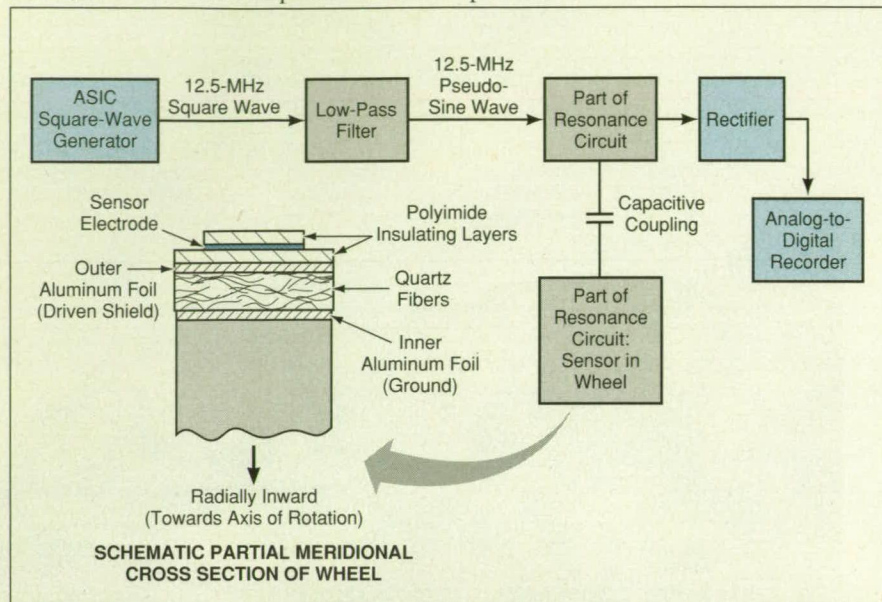 ASIC
Square-Wave
Generator
12.5-MHz
Square Wave
Low-Pass
Filter
12.5-MHz
Pseudo-
Sine Wave
Part of
Resonance
Circuit
Rectifier
Analog-to-
Digital
Recorder
Capacitive
Coupling
Part of
Resonance
Circuit:
Sensor in
Wheel
Sensor
Electrode
Polyimide
Insulating Layers
Outer
Aluminum Foil
(Driven Shield)
Quartz
Fibers
Inner
Aluminum Foil
(Ground)
Radially Inward
(Towards Axis of Rotation)
SCHEMATIC PARTIAL MERIDIONAL
CROSS SECTION OF WHEEL